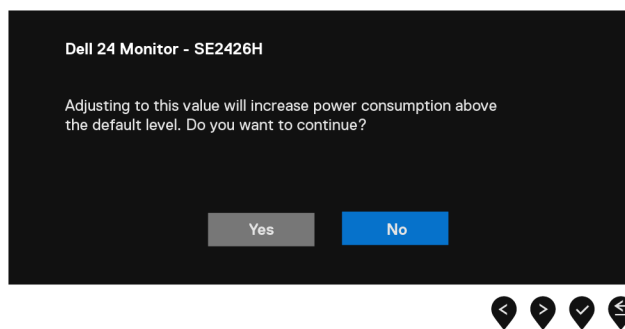 Dell 24 Monitor - SE2426H
Adjusting to this value will increase power consumption above
the default level. Do you want to continue?
Yes
No